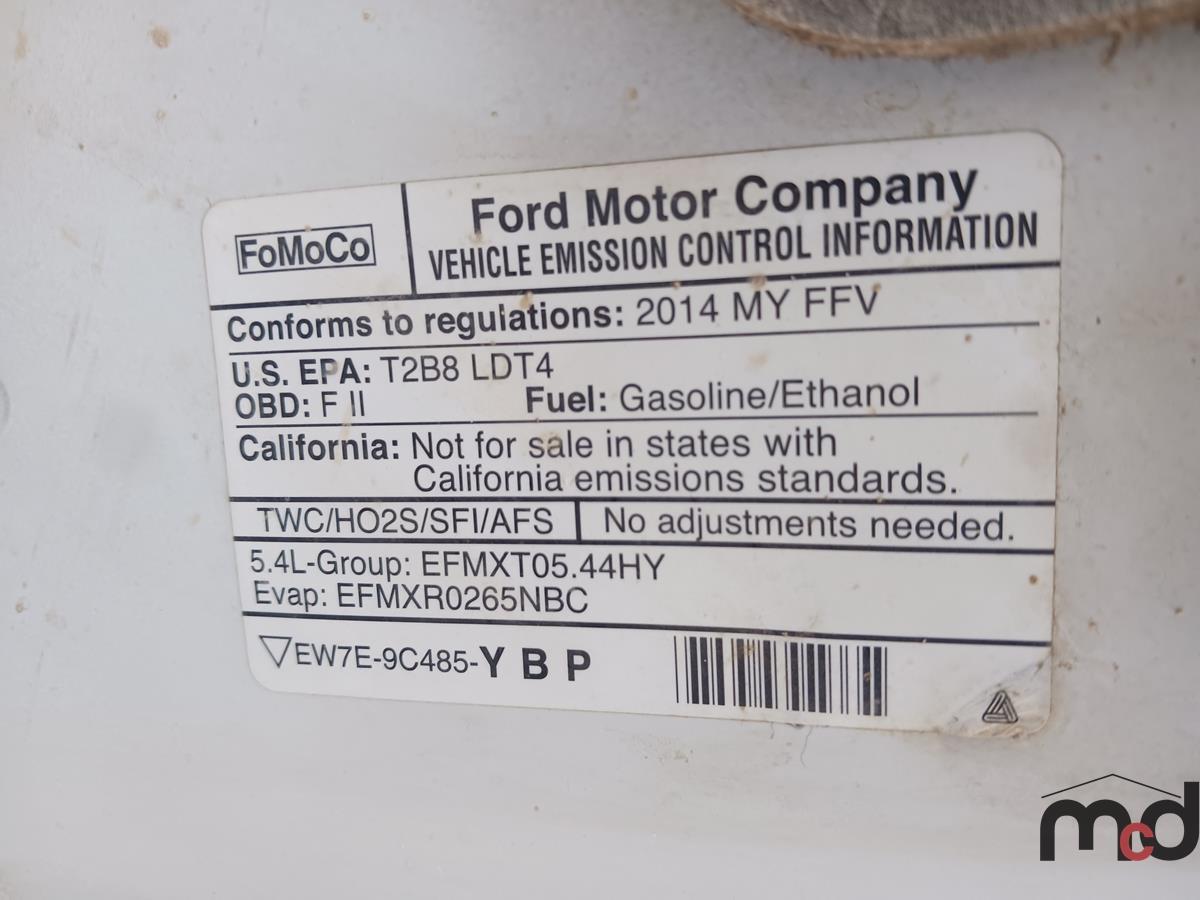 FoMoCo
Ford Motor Company
VEHICLE EMISSION CONTROL INFORMATION
Conforms to regulations: 2014 MY FFV
U.S. EPA: T2B8 LDT4
OBD: F II Fuel: Gasoline/Ethanol
California: Not for sale in states with
California emissions standards.
TWC/HO2S/SFI/AFS No adjustments needed.
5.4L-Group: EFMXT05.44HY
Evap: EFMXR0265NBC
EW7E-9C485-Y B P
mcd